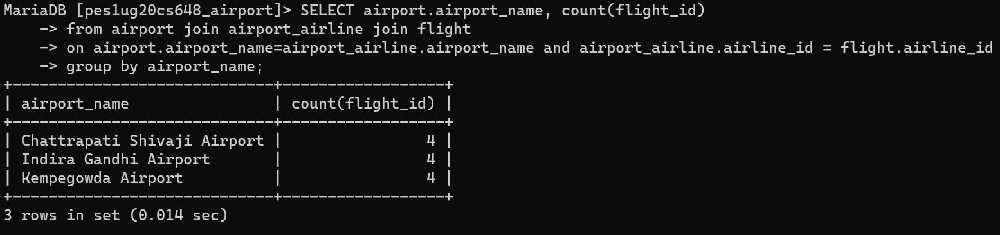 MariaDB [pes1ug20cs648_airport]> SELECT airport.airport_name, count(flight_id)
    -> from airport join airport_airline join flight
    -> on airport.airport_name=airport_airline.airport_name and airport_airline.airline_id = flight.airline_id
    -> group by airport_name;
+----------------------------+------------------+
| airport_name               | count(flight_id) |
+----------------------------+------------------+
| Chattrapati Shivaji Airport |                4 |
| Indira Gandhi Airport      |                4 |
| Kempegowda Airport         |                4 |
+----------------------------+------------------+
3 rows in set (0.014 sec)